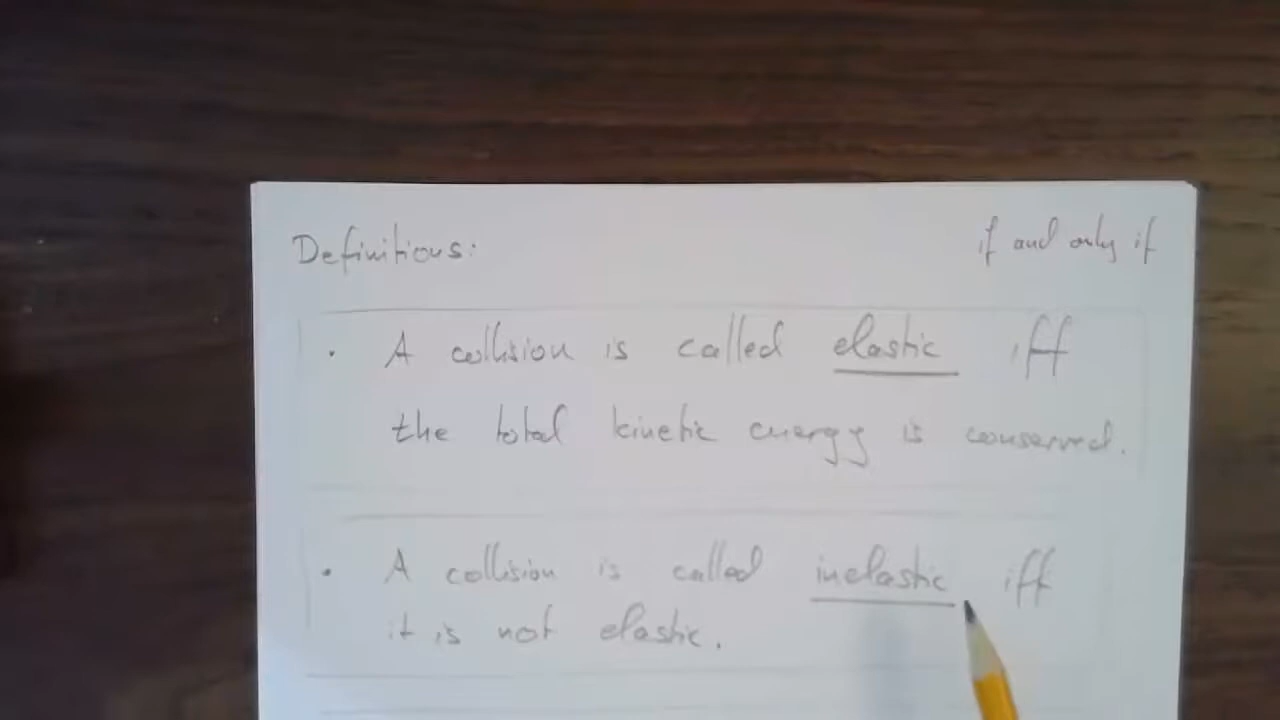 Definitions:
if and only if
· A collision is called elastic iff
the total kinetic energy is conserved.
· A collision is called inelastic iff
it is not elastic.